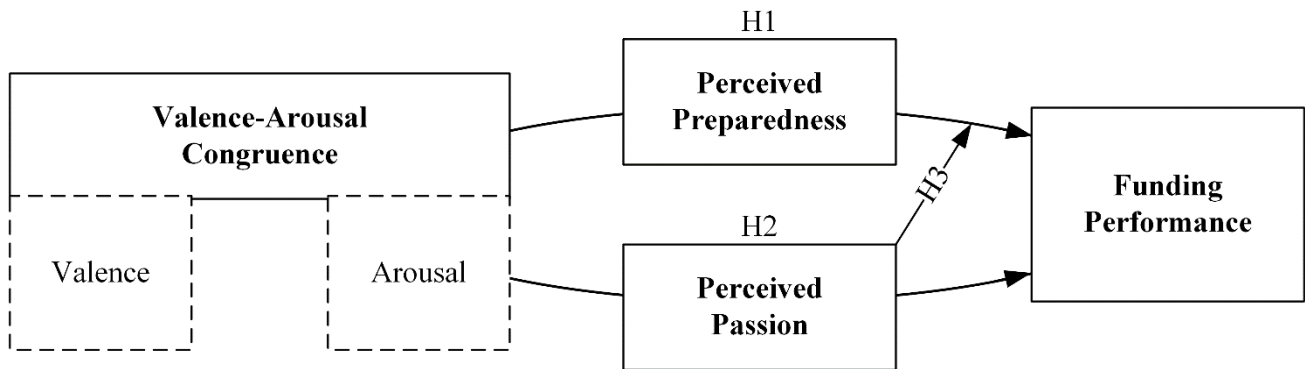 H1
Perceived
Preparedness
Valence-Arousal
Congruence
Funding
Performance
H3
H2
Valence
Arousal
Perceived
Passion